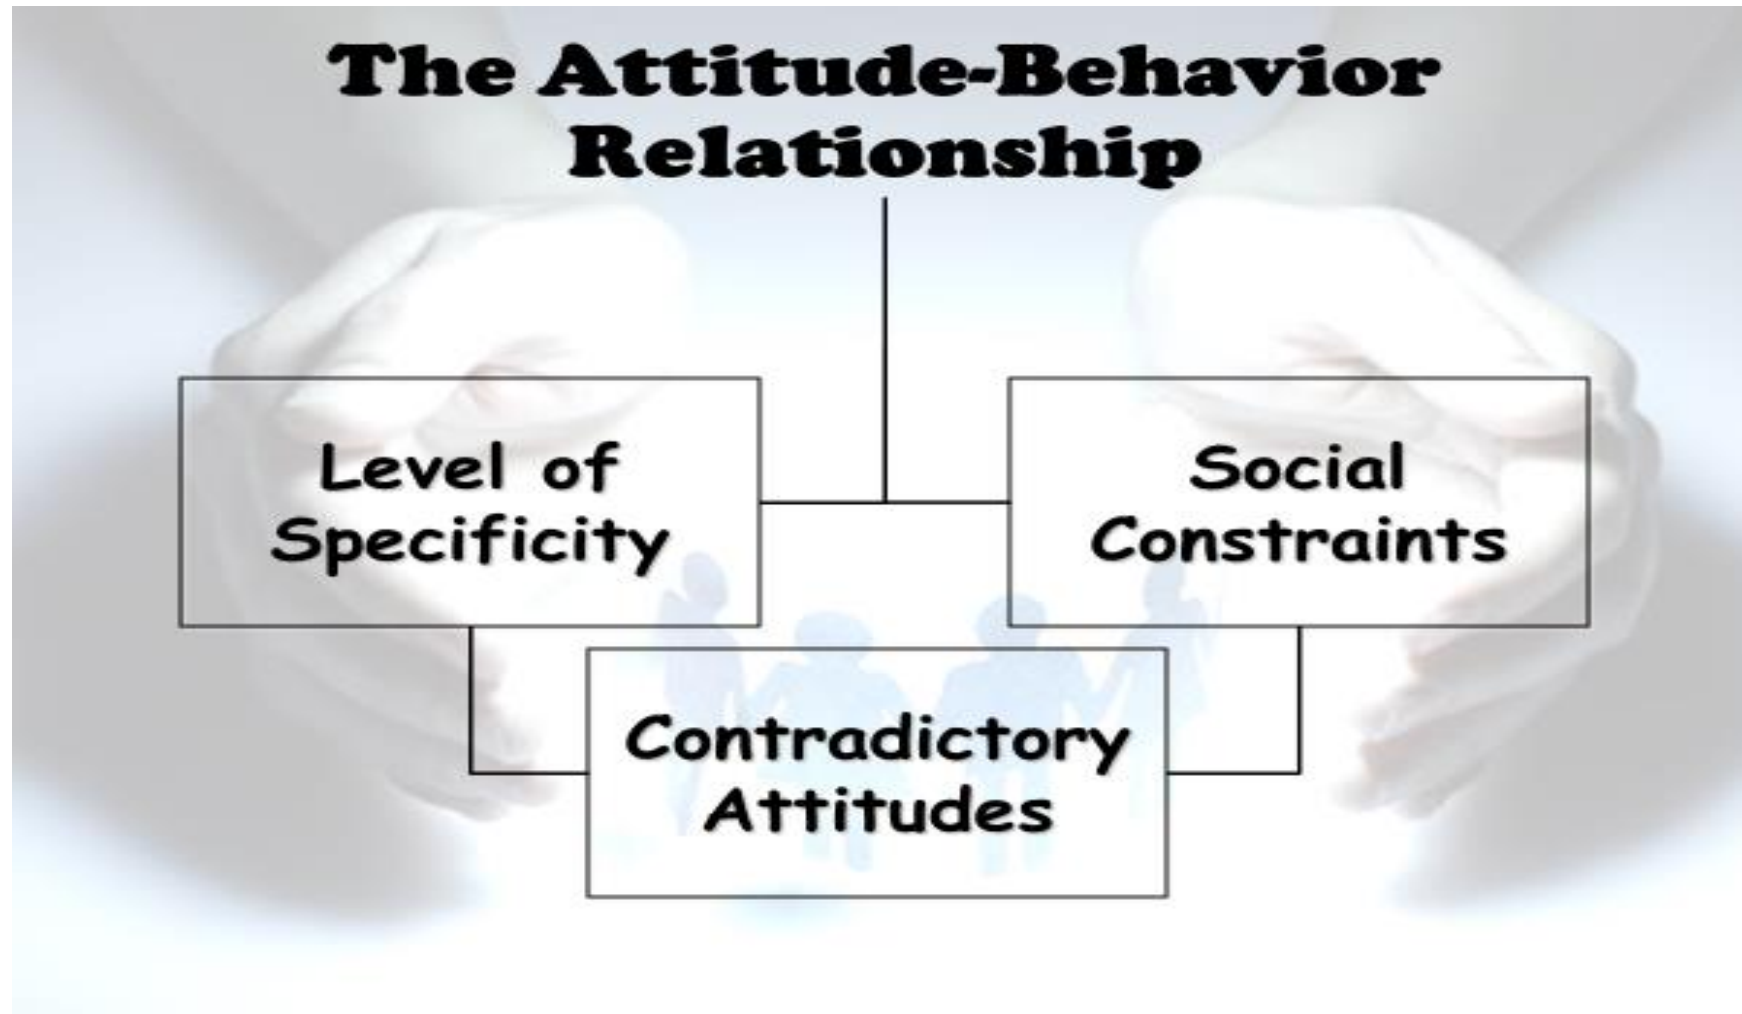 The Attitude-Behavior
Relationship
Level of
Specificity
Social
Constraints
Contradictory
Attitudes